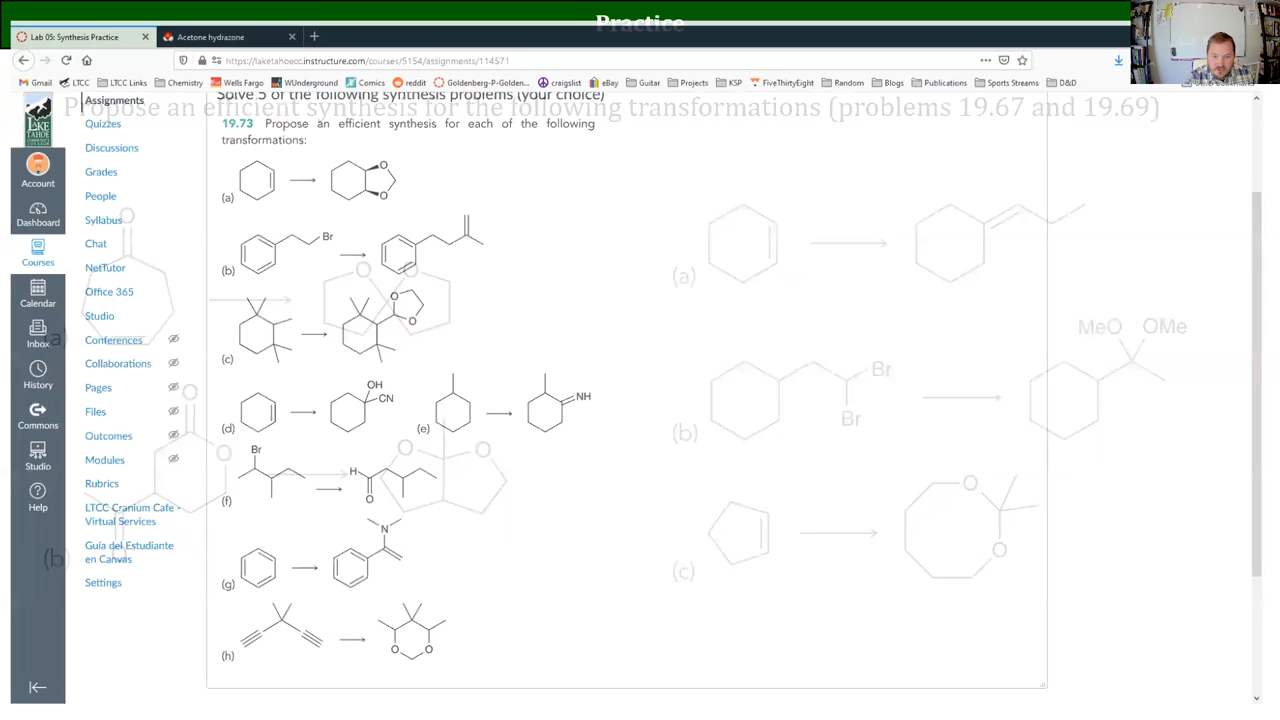 Practice
Lab 05: Synthesis Practice
Acetone hydrazone
https://laketahoecc.instructure.com/courses/5154/assignments/114571
Gmail LTCC LTCC Links Chemistry Wells Fargo WUnderground Comics reddit Goldenberg-P-Golden... craigslist eBay Guitar Projects KSP FiveThirtyEight Random Blogs Publications Sports Streams D&D
Propose an efficient synthesis for the following transformations (problems 19.67 and 19.69)
Account
Dashboard
Courses
Calendar
Inbox
History
Commons
Studio
Help
Assignments
Quizzes
Discussions
Grades
People
Syllabus
Chat
NetTutor
Office 365
Studio
Conferences
Collaborations
Pages
Files
Outcomes
Modules
Rubrics
LTCC Cranium Cafe -
Virtual Services
Guía del Estudiante
en Canvas
Settings
Solve 5 of the following synthesis problems (your choice)
19.73 Propose an efficient synthesis for each of the following
transformations:
(a) O O
(b) Br
(c) O O
(d) OH CN
(e) NH
(f) Br H O
(g) N
(h) O O
(a) O O O
(b) O O O O O
(a)
(b) Br Br MeO OMe
(c) O O